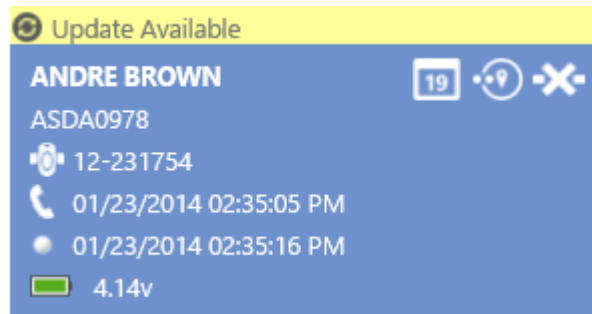 Update Available
ANDRE BROWN
19
ASDA0978
12-231754
01/23/2014 02:35:05 PM
01/23/2014 02:35:16 PM
4.14v